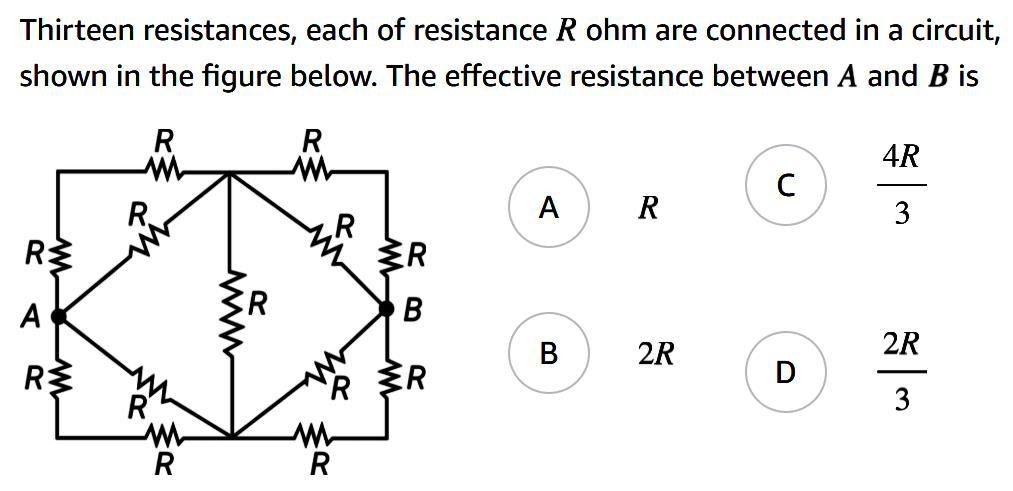 Thirteen resistances, each of resistance R ohm are connected in a circuit,
shown in the figure below. The effective resistance between A and B is
R R
R R
R R
A R B
R R
R R
R R
A R
B 2R
C 4R
3
D 2R
3